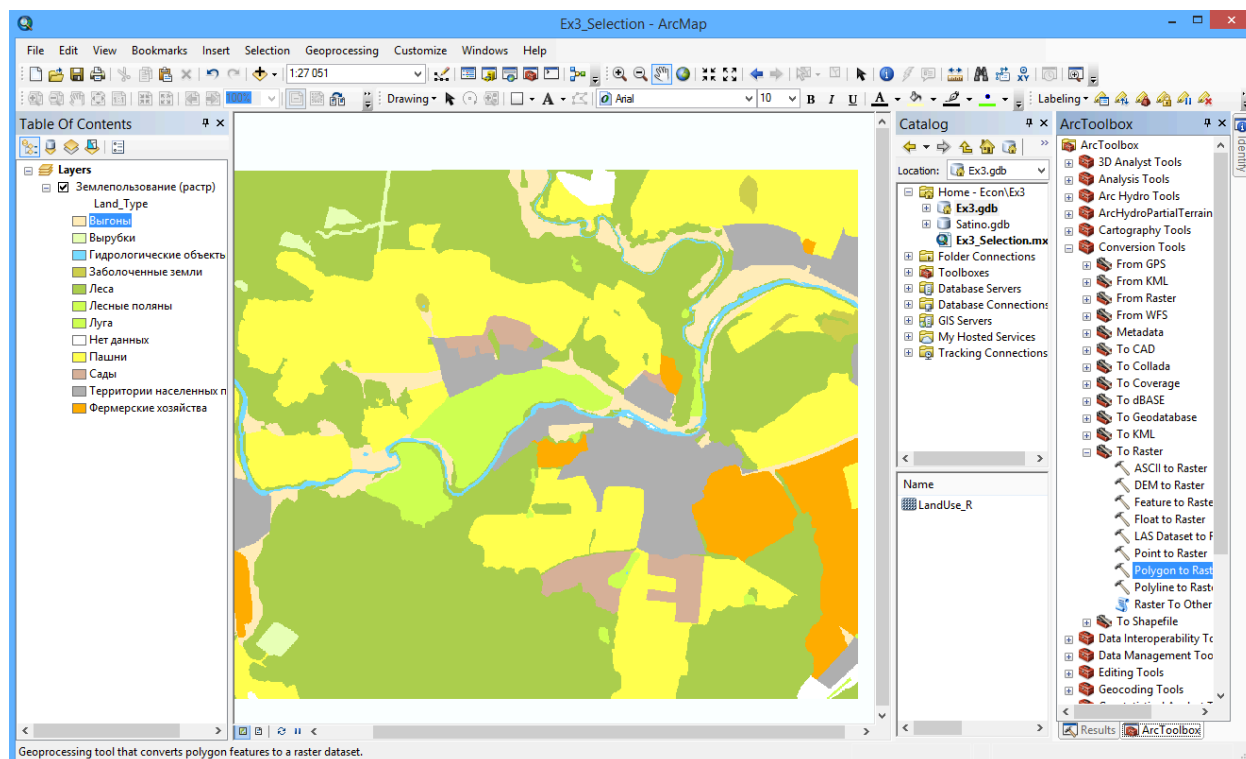 Ex3_Selection - ArcMap
File Edit View Bookmarks Insert Selection Geoprocessing Customize Windows Help
1:27 051
100%
Drawing
Arial
10
B I U A
Labeling
Table Of Contents
Layers
Землепользование (растр)
Land_Type
Выгоны
Вырубки
Гидрологические объекть
Заболоченные земли
Леса
Лесные поляны
Луга
Нет данных
Пашни
Сады
Территории населенных п
Фермерские хозяйства
Catalog
Location: Ex3.gdb
Home - Econ\Ex3
Ex3.gdb
Satino.gdb
Ex3_Selection.mx
Folder Connections
Toolboxes
Database Servers
Database Connections
GIS Servers
My Hosted Services
Tracking Connections
Name
LandUse_R
ArcToolbox
ArcToolbox
3D Analyst Tools
Analysis Tools
Arc Hydro Tools
ArcHydroPartialTerrain
Cartography Tools
Conversion Tools
From GPS
From KML
From Raster
From WFS
Metadata
To CAD
To Collada
To Coverage
To dBASE
To Geodatabase
To KML
To Raster
ASCII to Raster
DEM to Raster
Feature to Raste
Float to Raster
LAS Dataset to F
Point to Raster
Polygon to Rast
Polyline to Raste
Raster To Other
To Shapefile
Data Interoperability To
Data Management Too
Editing Tools
Geocoding Tools
Results ArcToolbox
Identify
Geoprocessing tool that converts polygon features to a raster dataset.